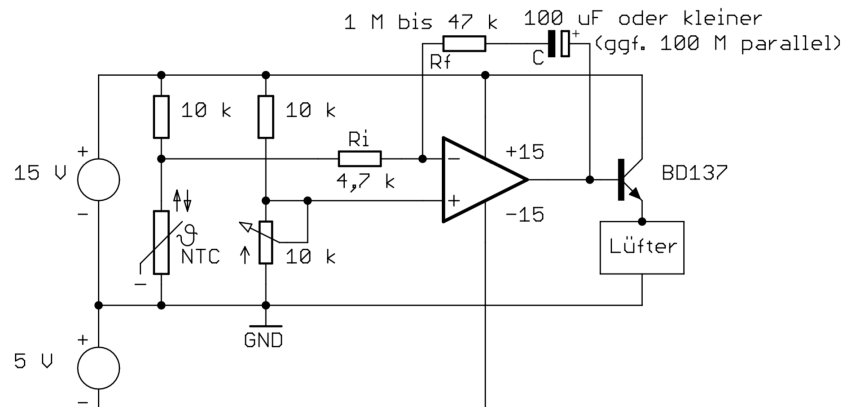 1 M bis 47 k
100 uF oder kleiner
(ggf. 100 M parallel)
Rf
C
+
10 k
10 k
Ri
4,7 k
+
15 V
-
-
+
+15
-15
BD137
ϑ
NTC
-
10 k
Lüfter
GND
+
5 V
-